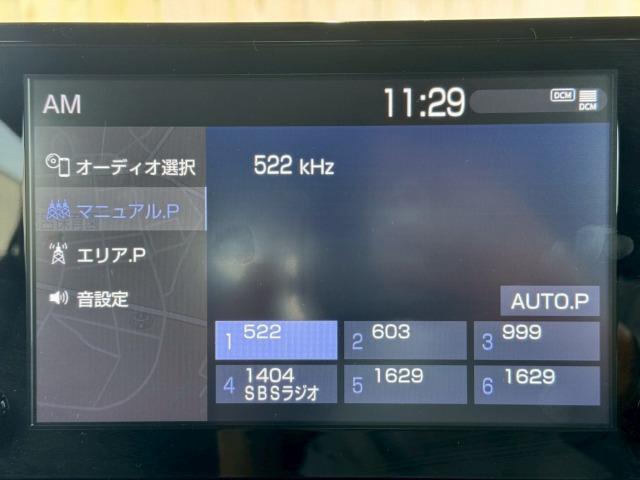 AM
11:29
DCM
DCM
オーディオ選択
マニュアル.P
エリア.P
音設定
522 kHz
AUTO.P
1 522
2 603
3 999
4 1404
SBSラジオ
5 1629
6 1629